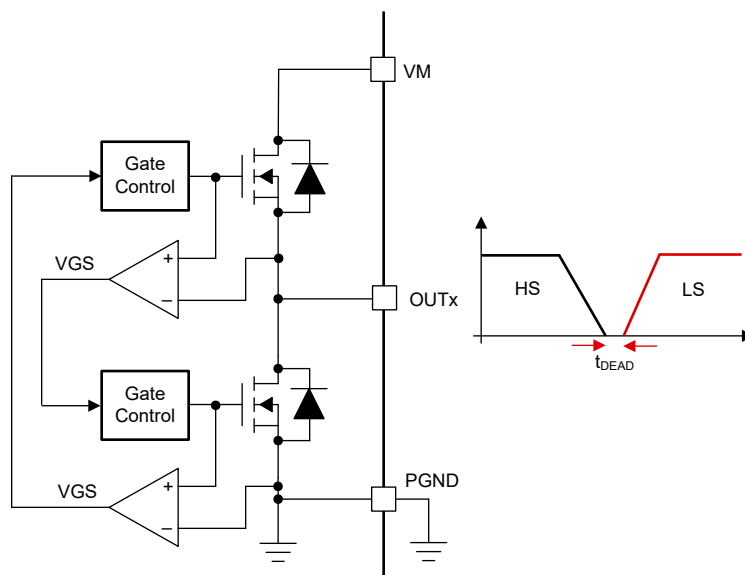 VM
Gate
Control
VGS
+
−
OUTx
HS
LS
tDEAD
Gate
Control
PGND
VGS
+
−